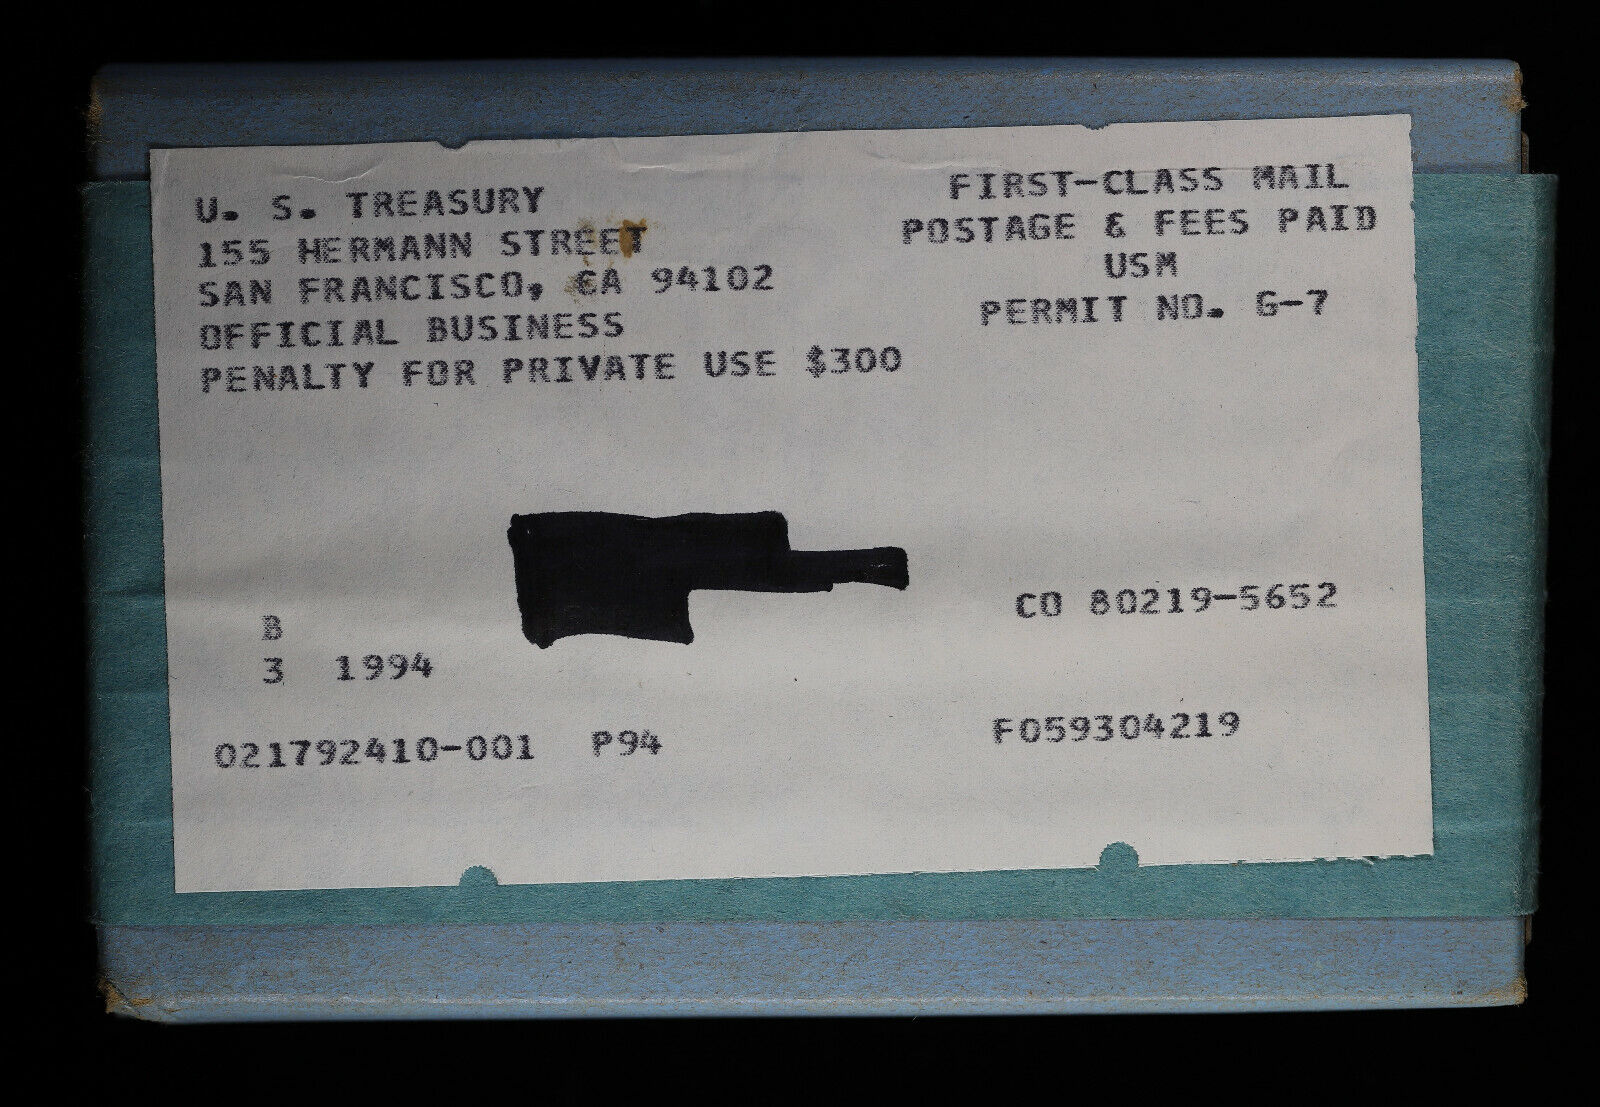 U. S. TREASURY
155 HERMANN STREET
SAN FRANCISCO, CA 94102
OFFICIAL BUSINESS
PENALTY FOR PRIVATE USE $300
FIRST-CLASS MAIL
POSTAGE & FEES PAID
USM
PERMIT NO. G-7
CO 80219-5652
B
3 1994
021792410-001 P94 F059304219